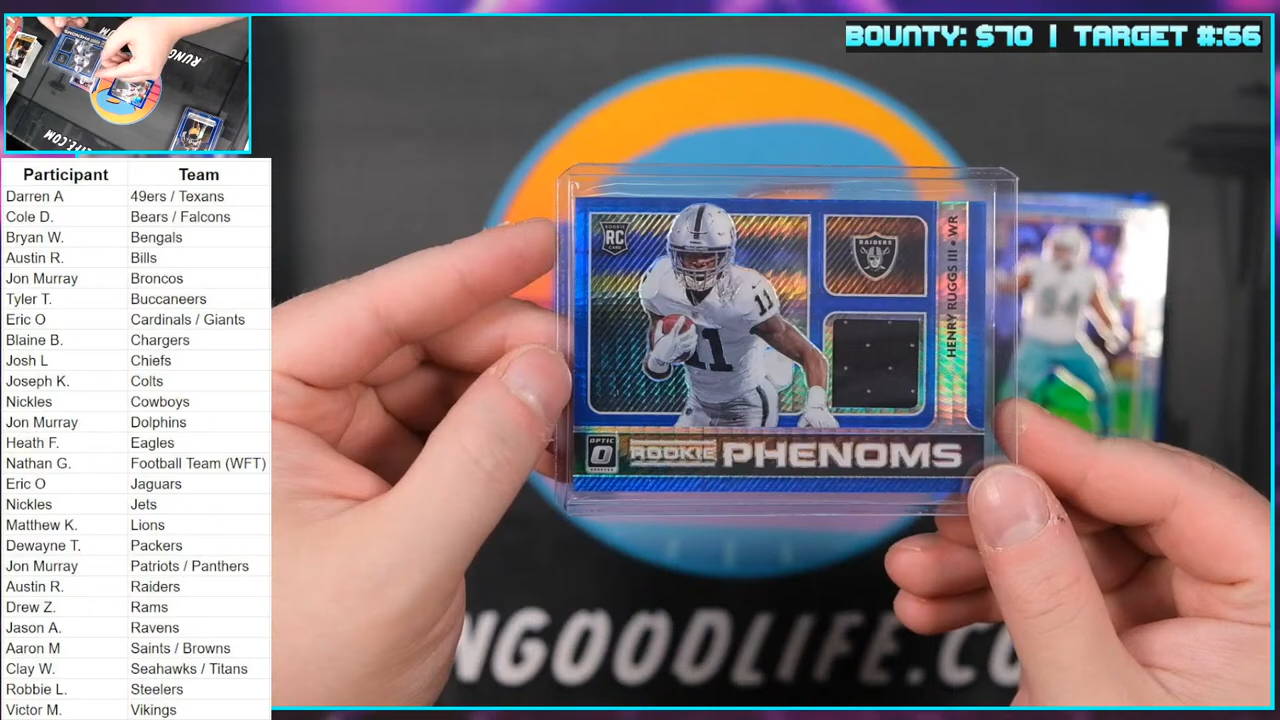 BOUNTY: $70 | TARGET #:66
Participant Team
Darren A 49ers / Texans
Cole D. Bears / Falcons
Bryan W. Bengals
Austin R. Bills
Jon Murray Broncos
Tyler T. Buccaneers
Eric O Cardinals / Giants
Blaine B. Chargers
Josh L Chiefs
Joseph K. Colts
Nickles Cowboys
Jon Murray Dolphins
Heath F. Eagles
Nathan G. Football Team (WFT)
Eric O Jaguars
Nickles Jets
Matthew K. Lions
Dewayne T. Packers
Jon Murray Patriots / Panthers
Austin R. Raiders
Drew Z. Rams
Jason A. Ravens
Aaron M Saints / Browns
Clay W. Seahawks / Titans
Robbie L. Steelers
Victor M. Vikings
ROOKIE
RC
CARD
RAIDERS
HENRY RUGGS III • WR
11
11
OPTIC
ROOKIE PHENOMS
UNGOODLIFE.CO